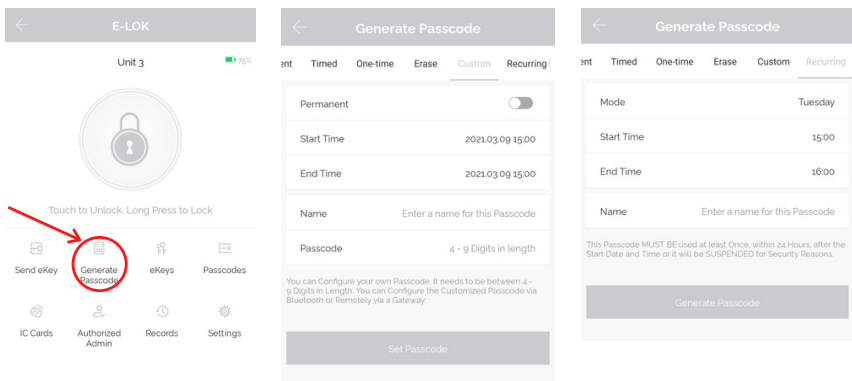 E-LOK
Unit 3
75%
Touch to Unlock, Long Press to Lock
Send eKey
Generate
Passcode
eKeys
Passcodes
IC Cards
Authorized
Admin
Records
Settings
Generate Passcode
ent Timed One-time Erase Custom Recurring
Permanent
Start Time 2021.03.09 15:00
End Time 2021.03.09 15:00
Name Enter a name for this Passcode
Passcode 4 - 9 Digits in length
You can Configure your own Passcode. It needs to be between 4 -
9 Digits in Length. You can Configure the Customized Passcode via
Bluetooth or Remotely via a Gateway.
Set Passcode
Generate Passcode
ent Timed One-time Erase Custom Recurring
Mode Tuesday
Start Time 15:00
End Time 16:00
Name Enter a name for this Passcode
This Passcode MUST BE used at least Once, within 24 Hours, after the
Start Date and Time or it will be SUSPENDED for Security Reasons.
Generate Passcode